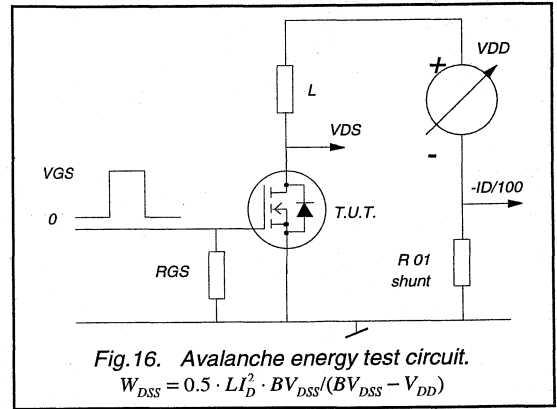 +
VDD
L
VDS
-
VGS
-ID/100
0
T.U.T.
RGS
R 01
shunt
Fig.16. Avalanche energy test circuit.
W_DSS = 0.5 · LI_D^2 · BV_DSS/(BV_DSS − V_DD)